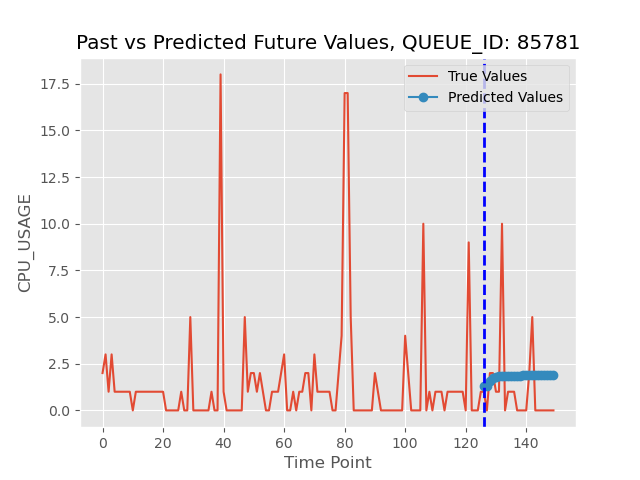 Past vs Predicted Future Values, QUEUE_ID: 85781
True Values
Predicted Values
CPU_USAGE
17.5
15.0
12.5
10.0
7.5
5.0
2.5
0.0
0 20 40 60 80 100 120 140
Time Point